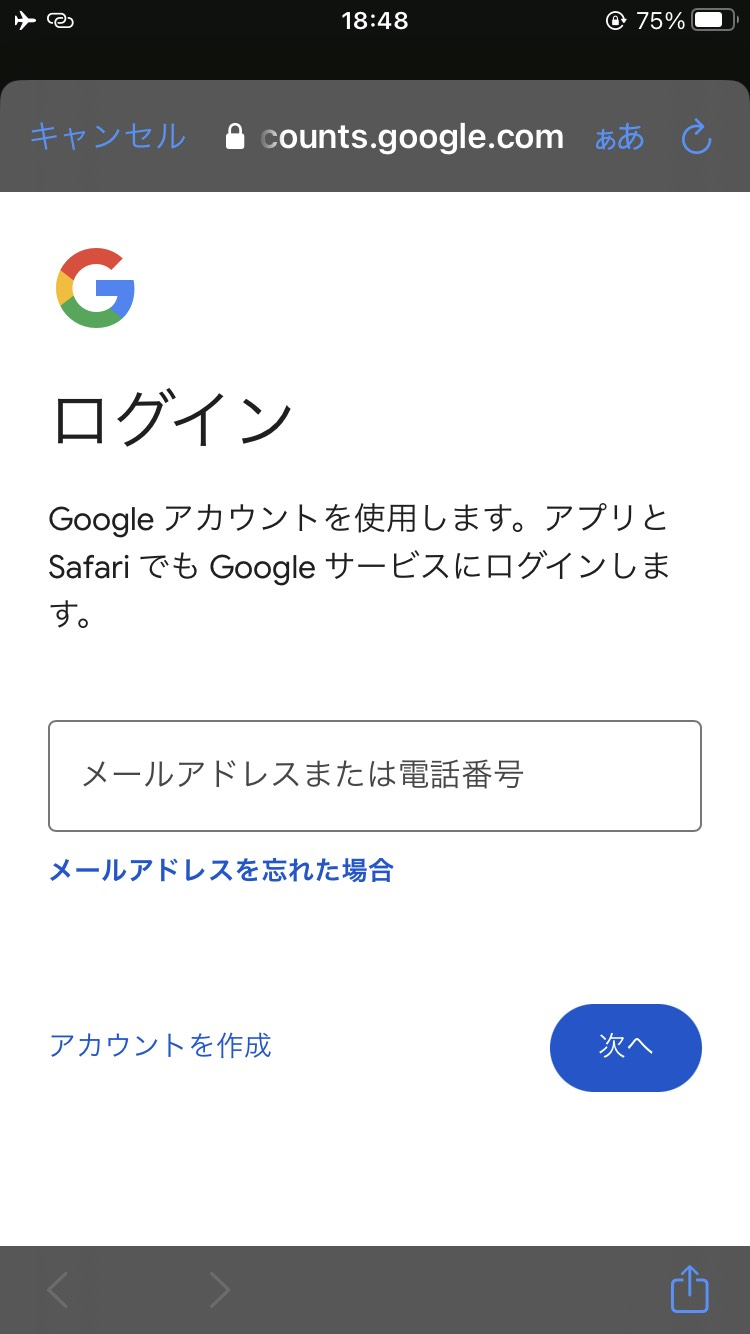 18:48
75%
キャンセル
counts.google.com
ぁあ
ログイン
Google アカウントを使用します。アプリと
Safari でも Google サービスにログインしま
す。
メールアドレスまたは電話番号
メールアドレスを忘れた場合
アカウントを作成
次へ